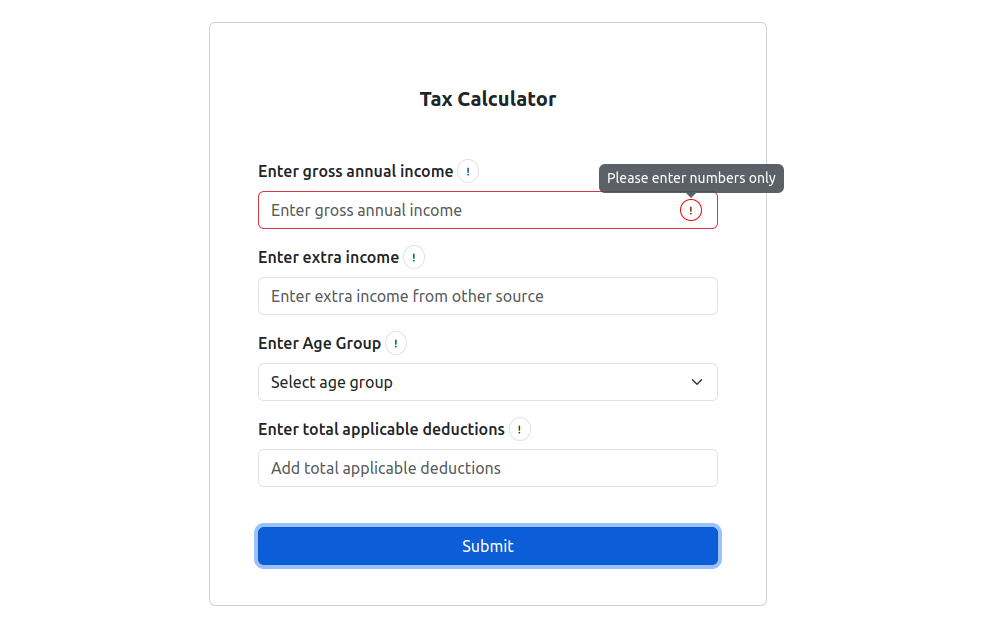 Tax Calculator
Enter gross annual income !
Please enter numbers only
Enter gross annual income !
Enter extra income !
Enter extra income from other source
Enter Age Group !
Select age group
Enter total applicable deductions !
Add total applicable deductions
Submit